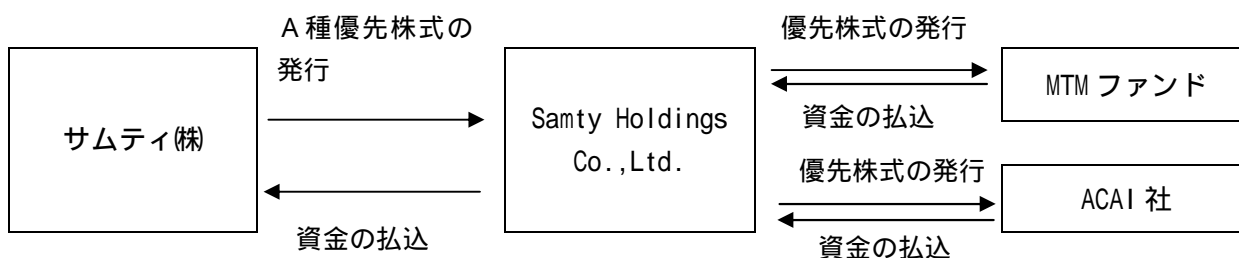 A種優先株式の
発行
サムティ㈱
資金の払込
Samty Holdings
Co.,Ltd.
優先株式の発行
資金の払込
MTM ファンド
優先株式の発行
資金の払込
ACAI 社